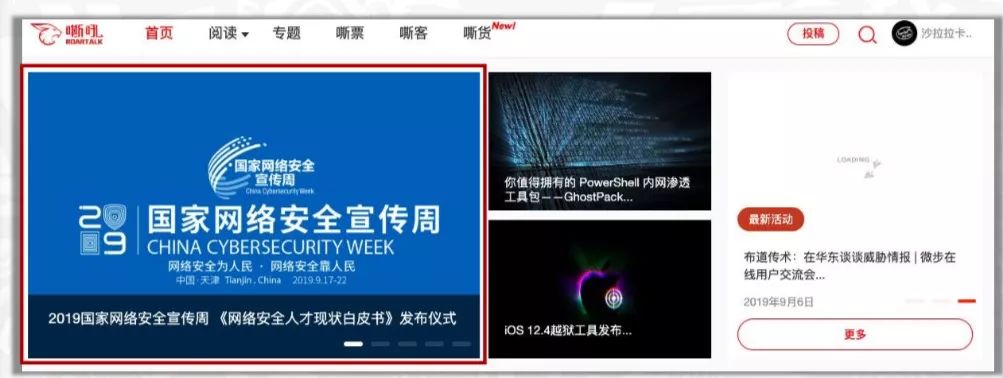 嘶吼 ROARTALK
首页 阅读 专题 嘶票 嘶客 嘶货 New!
投稿
沙拉拉卡..
国家网络安全
宣传周
China Cybersecurity Week
2019
国家网络安全宣传周
CHINA CYBERSECURITY WEEK
网络安全为人民 · 网络安全靠人民
中国·天津 Tianjin, China 2019.9.17-22
2019国家网络安全宣传周 《网络安全人才现状白皮书》发布仪式
你值得拥有的 PowerShell 内网渗透
工具包——GhostPack...
iOS 12.4越狱工具发布...
LOADING
最新活动
布道传术：在华东谈谈威胁情报 | 微步在
线用户交流会...
2019年9月6日
更多